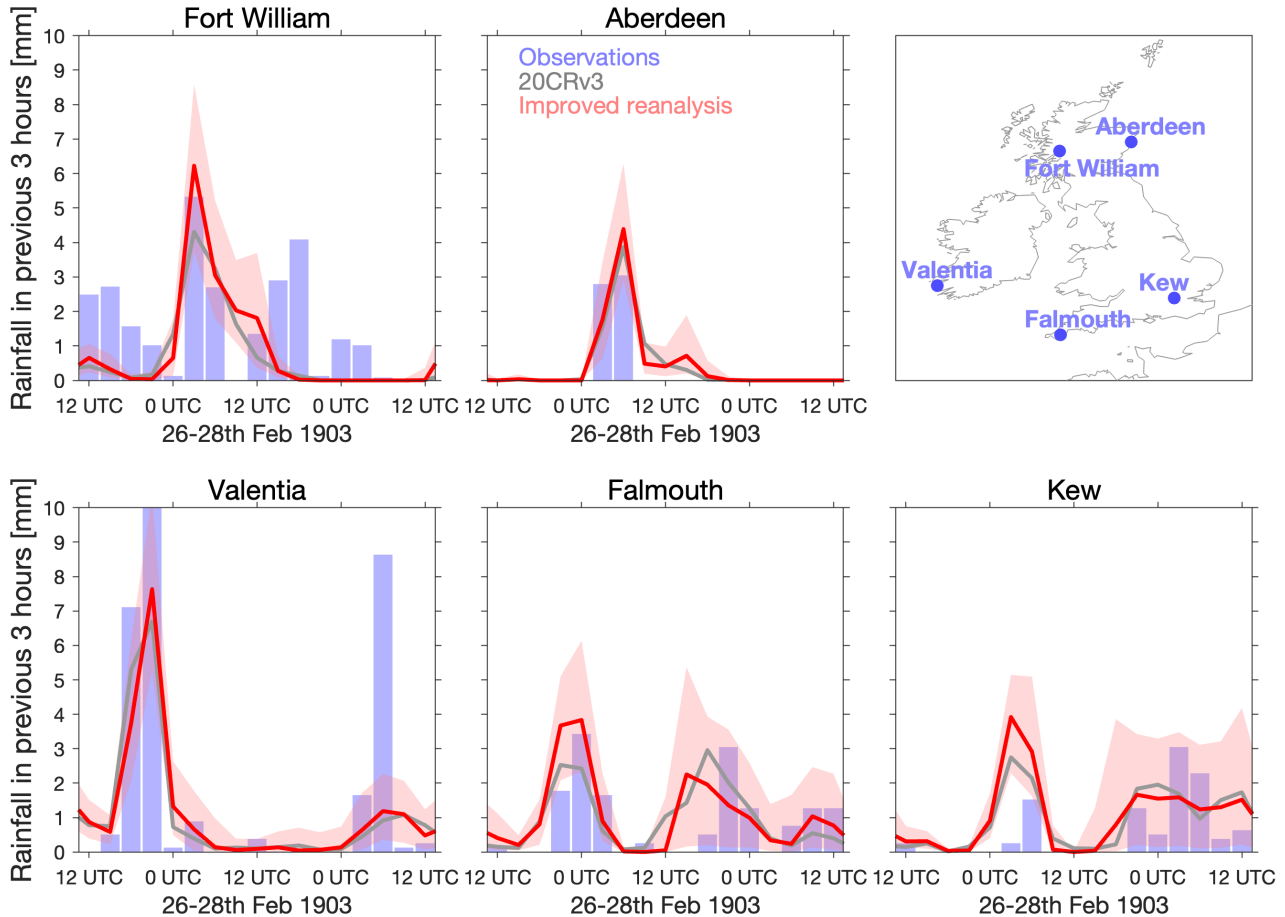 Fort William
Aberdeen
Rainfall in previous 3 hours [mm]
10
9
8
7
6
5
4
3
2
1
0
12 UTC 0 UTC 12 UTC 0 UTC 12 UTC
26-28th Feb 1903
Observations
20CRv3
Improved reanalysis
12 UTC 0 UTC 12 UTC 0 UTC 12 UTC
26-28th Feb 1903
Aberdeen
Fort William
Valentia
Kew
Falmouth
Valentia
Falmouth
Kew
Rainfall in previous 3 hours [mm]
10
9
8
7
6
5
4
3
2
1
0
12 UTC 0 UTC 12 UTC 0 UTC 12 UTC
26-28th Feb 1903
12 UTC 0 UTC 12 UTC 0 UTC 12 UTC
26-28th Feb 1903
12 UTC 0 UTC 12 UTC 0 UTC 12 UTC
26-28th Feb 1903